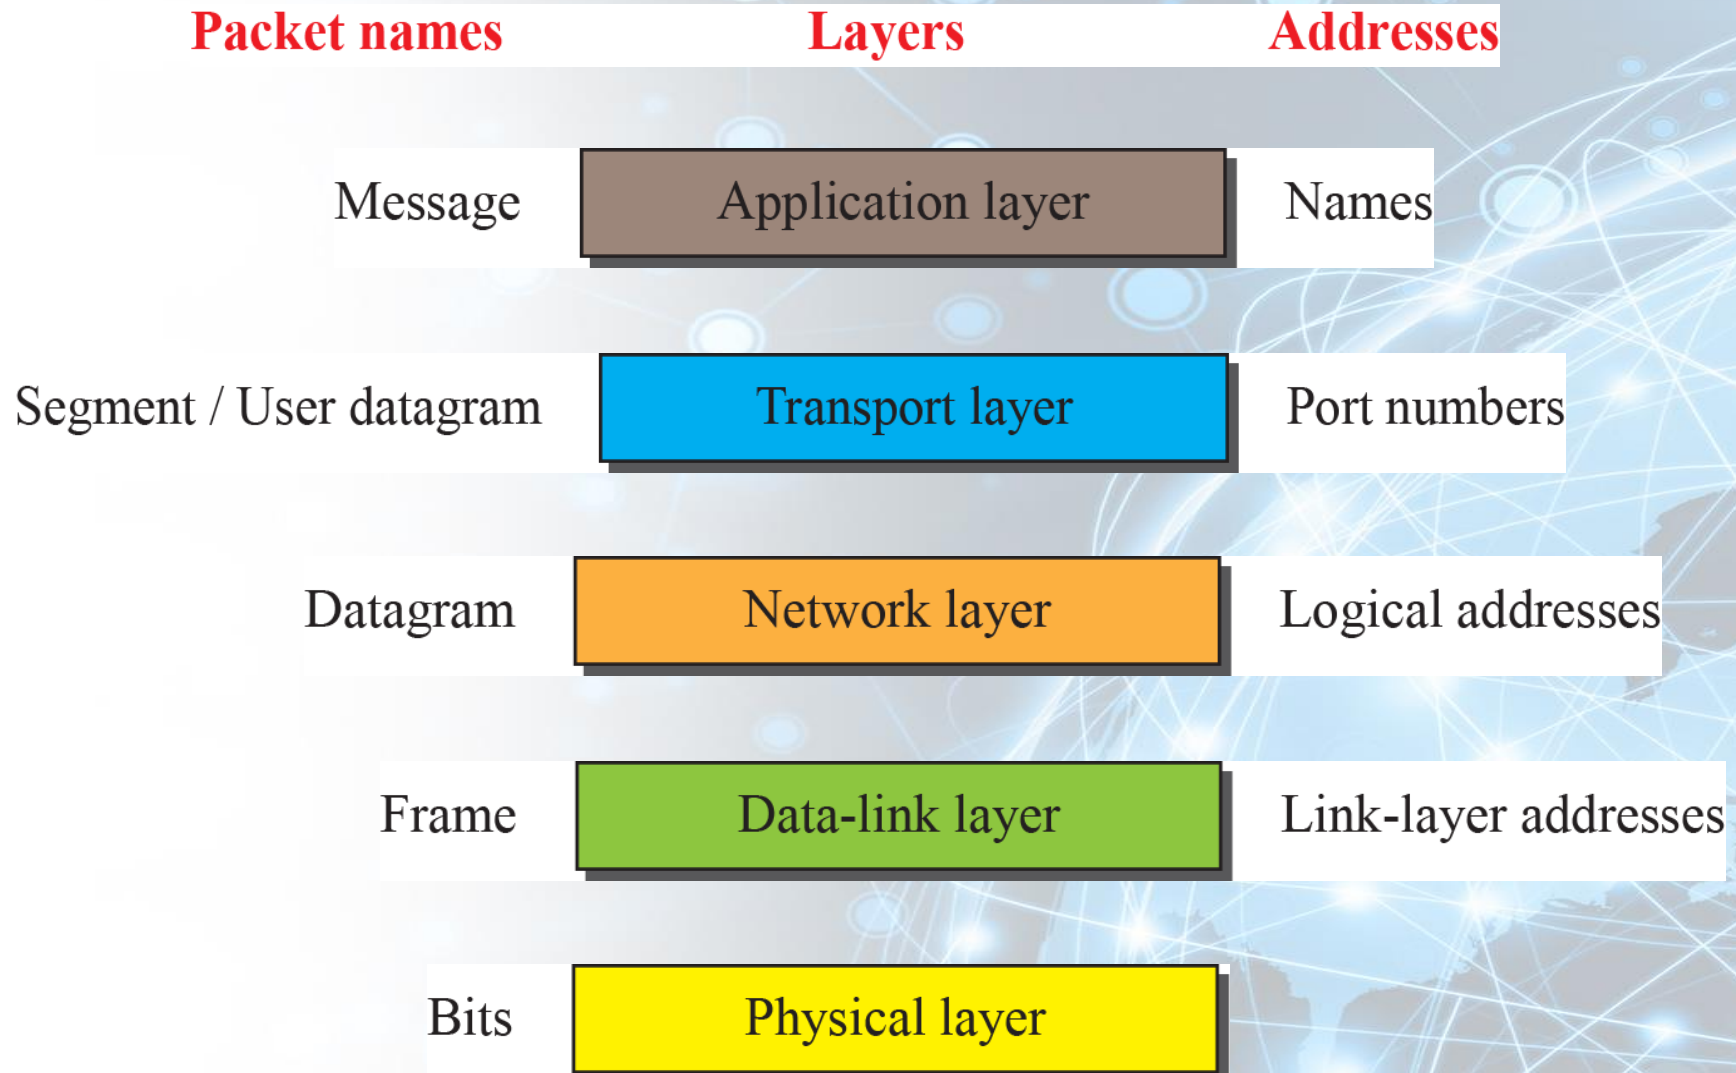 Packet names Layers Addresses
Message Application layer Names
Segment / User datagram Transport layer Port numbers
Datagram Network layer Logical addresses
Frame Data-link layer Link-layer addresses
Bits Physical layer